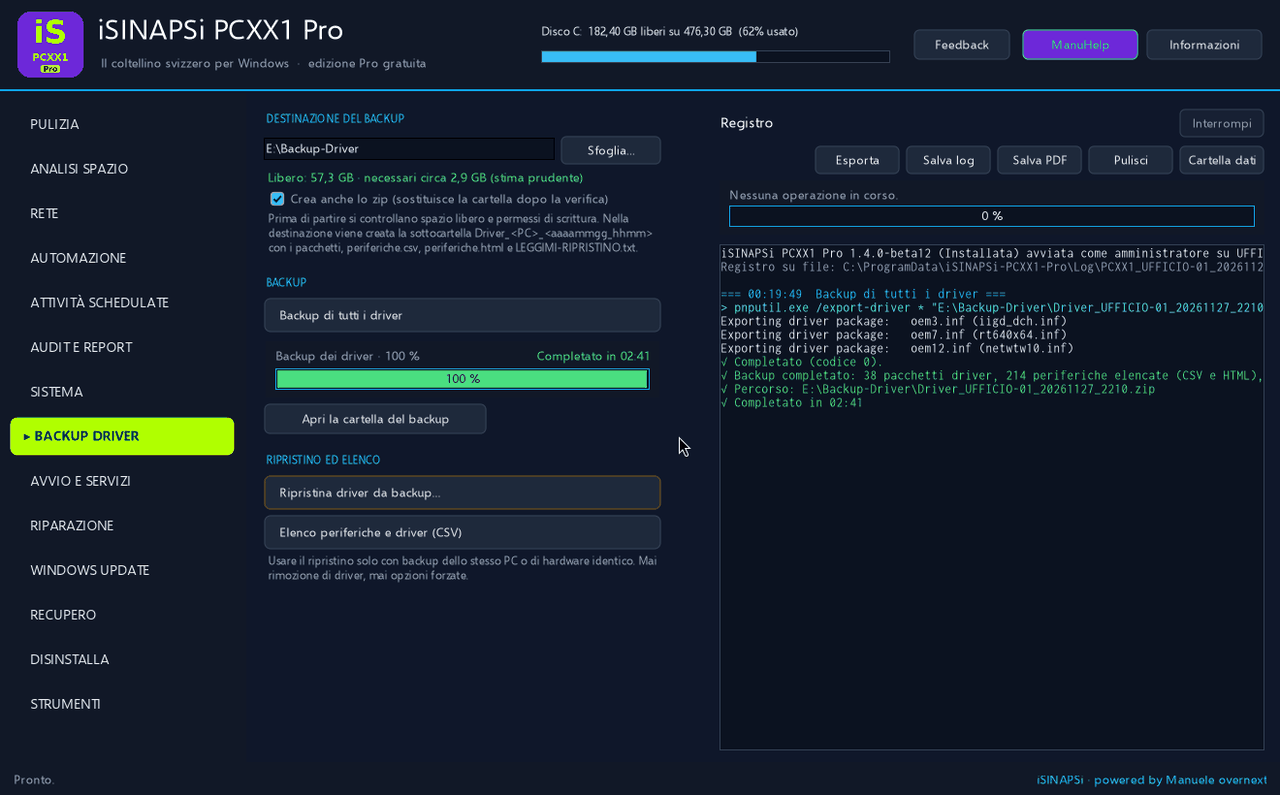 iS
PCXX1
Pro
iSINAPSi PCXX1 Pro
Il coltellino svizzero per Windows · edizione Pro gratuita
Disco C: 182,40 GB liberi su 476,30 GB (62% usato)
Feedback
ManuHelp
Informazioni
PULIZIA
ANALISI SPAZIO
RETE
AUTOMAZIONE
ATTIVITÀ SCHEDULATE
AUDIT E REPORT
SISTEMA
▸ BACKUP DRIVER
AVVIO E SERVIZI
RIPARAZIONE
WINDOWS UPDATE
RECUPERO
DISINSTALLA
STRUMENTI
DESTINAZIONE DEL BACKUP
E:\Backup-Driver
Sfoglia...
Libero: 57,3 GB · necessari circa 2,9 GB (stima prudente)
Crea anche lo zip (sostituisce la cartella dopo la verifica)
Prima di partire si controllano spazio libero e permessi di scrittura. Nella
destinazione viene creata la sottocartella Driver_<PC>_<aaaammgg_hhmm>
con i pacchetti, periferiche.csv, periferiche.html e LEGGIMI-RIPRISTINO.txt.
BACKUP
Backup di tutti i driver
Backup dei driver · 100 %
Completato in 02:41
100 %
Apri la cartella del backup
RIPRISTINO ED ELENCO
Ripristina driver da backup...
Elenco periferiche e driver (CSV)
Usare il ripristino solo con backup dello stesso PC o di hardware identico. Mai
rimozione di driver, mai opzioni forzate.
Registro
Interrompi
Esporta
Salva log
Salva PDF
Pulisci
Cartella dati
Nessuna operazione in corso.
0 %
iSINAPSi PCXX1 Pro 1.4.0-beta12 (Installata) avviata come amministratore su UFFI
Registro su file: C:\ProgramData\iSINAPSi-PCXX1-Pro\Log\PCXX1_UFFICIO-01_2026112
=== 00:19:49  Backup di tutti i driver ===
> pnputil.exe /export-driver * "E:\Backup-Driver\Driver_UFFICIO-01_20261127_2210
Exporting driver package:   oem3.inf (iigd_dch.inf)
Exporting driver package:   oem7.inf (rt640x64.inf)
Exporting driver package:   oem12.inf (netwtw10.inf)
√ Completato (codice 0).
√ Backup completato: 38 pacchetti driver, 214 periferiche elencate (CSV e HTML),
√ Percorso: E:\Backup-Driver\Driver_UFFICIO-01_20261127_2210.zip
√ Completato in 02:41
Pronto.
iSINAPSi · powered by Manuele overnext